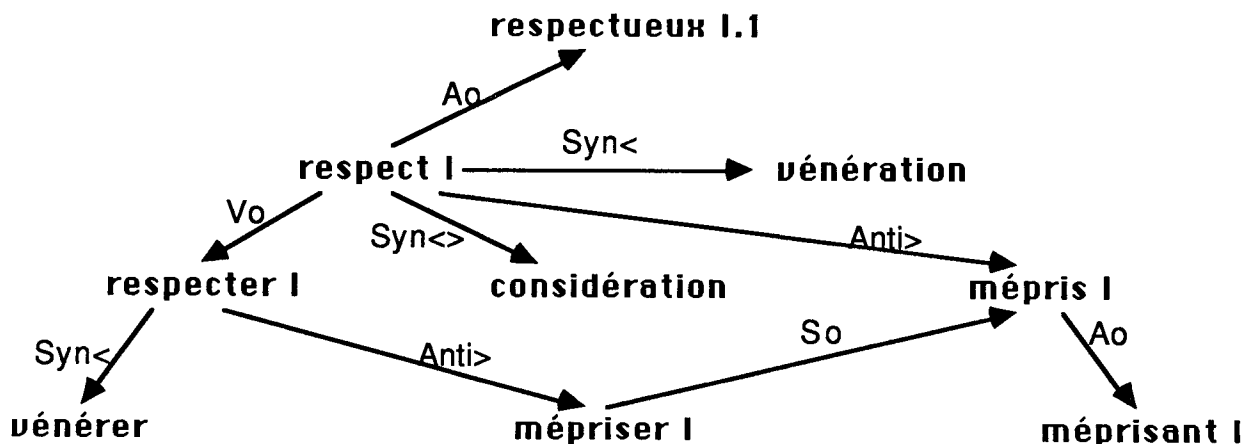 respectueux I.1
Ao
Syn<
respect I
vénération
Vo
Syn<>
Anti>
respecter I
considération
mépris I
So
Ao
Syn<
Anti>
vénérer
mépriser I
méprisant I